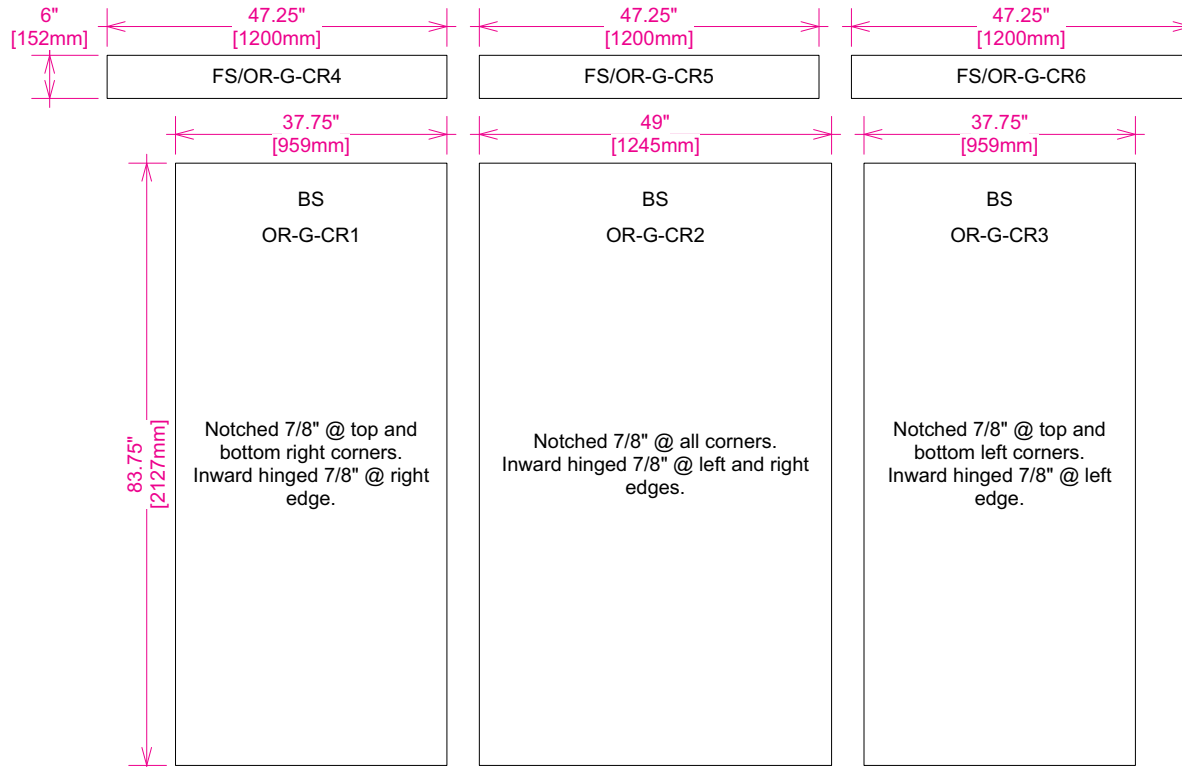 6"
[152mm]
47.25"
[1200mm]
47.25"
[1200mm]
47.25"
[1200mm]
FS/OR-G-CR4
FS/OR-G-CR5
FS/OR-G-CR6
37.75"
[959mm]
49"
[1245mm]
37.75"
[959mm]
83.75"
[2127mm]
BS
OR-G-CR1
Notched 7/8" @ top and
bottom right corners.
Inward hinged 7/8" @ right
edge.
BS
OR-G-CR2
Notched 7/8" @ all corners.
Inward hinged 7/8" @ left and right
edges.
BS
OR-G-CR3
Notched 7/8" @ top and
bottom left corners.
Inward hinged 7/8" @ left
edge.